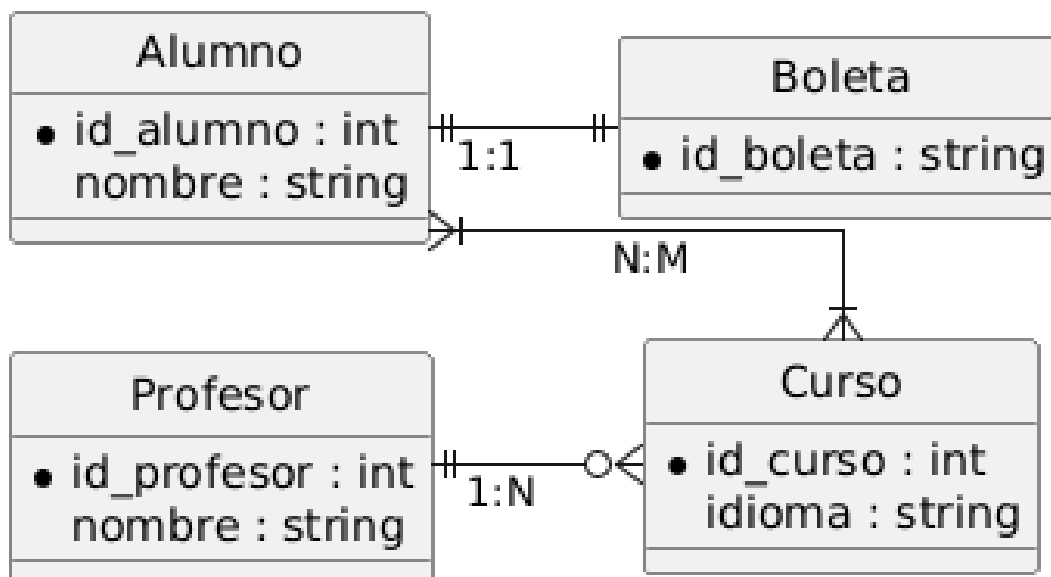 Alumno
● id_alumno : int
nombre : string
Boleta
● id_boleta : string
1:1
N:M
Profesor
● id_profesor : int
nombre : string
1:N
Curso
● id_curso : int
idioma : string